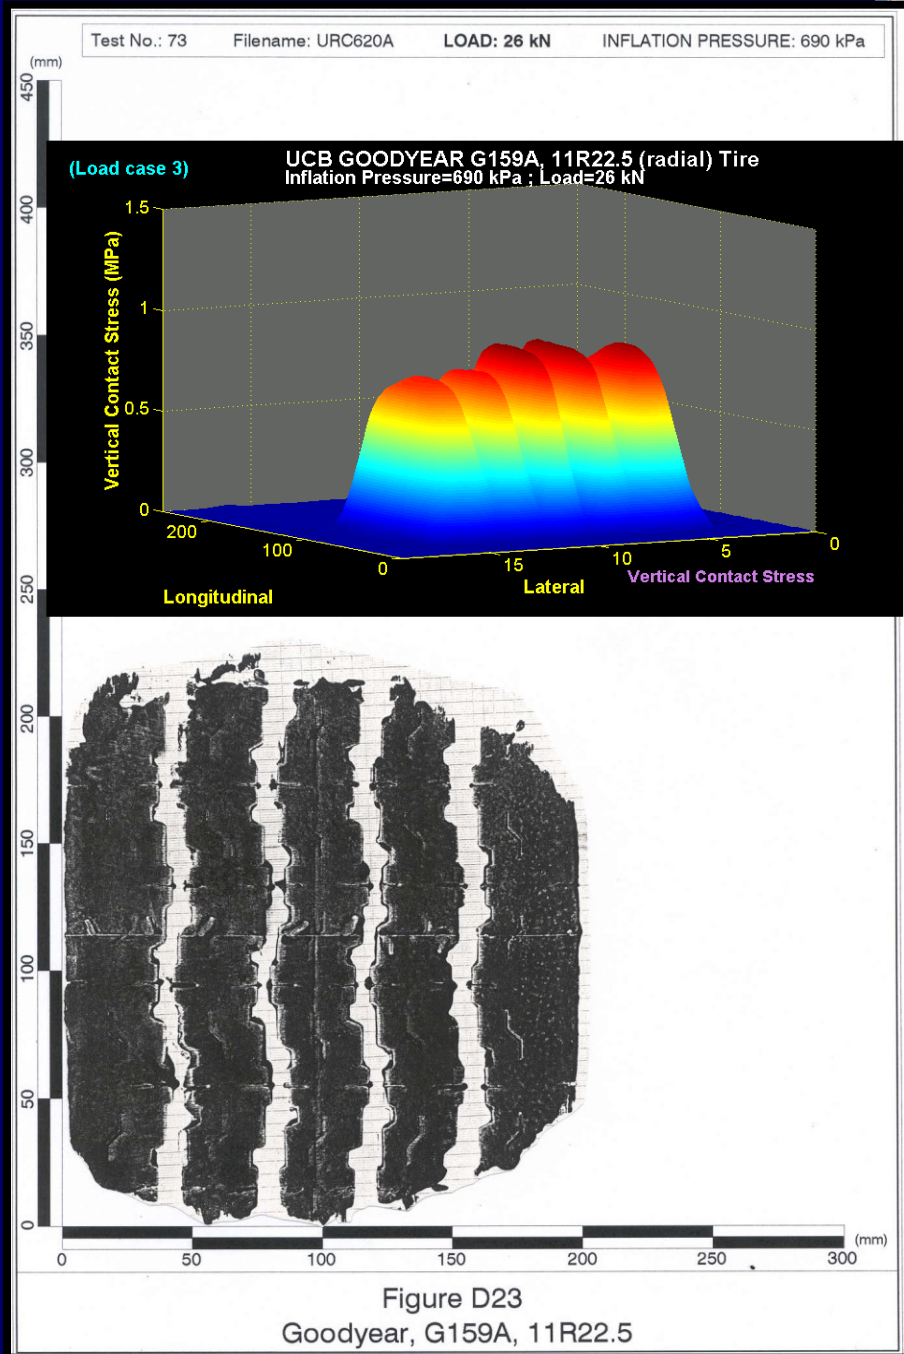 Test No.: 73 Filename: URC620A LOAD: 26 kN INFLATION PRESSURE: 690 kPa
(mm)
450
400
350
300
250
200
150
100
50
0
(Load case 3)
UCB GOODYEAR G159A, 11R22.5 (radial) Tire
Inflation Pressure=690 kPa ; Load=26 kN
Vertical Contact Stress (MPa)
1.5
1
0.5
0
200
100
0
15
10
5
0
Longitudinal
Lateral
Vertical Contact Stress
0 50 100 150 200 250 300
(mm)
Figure D23
Goodyear, G159A, 11R22.5